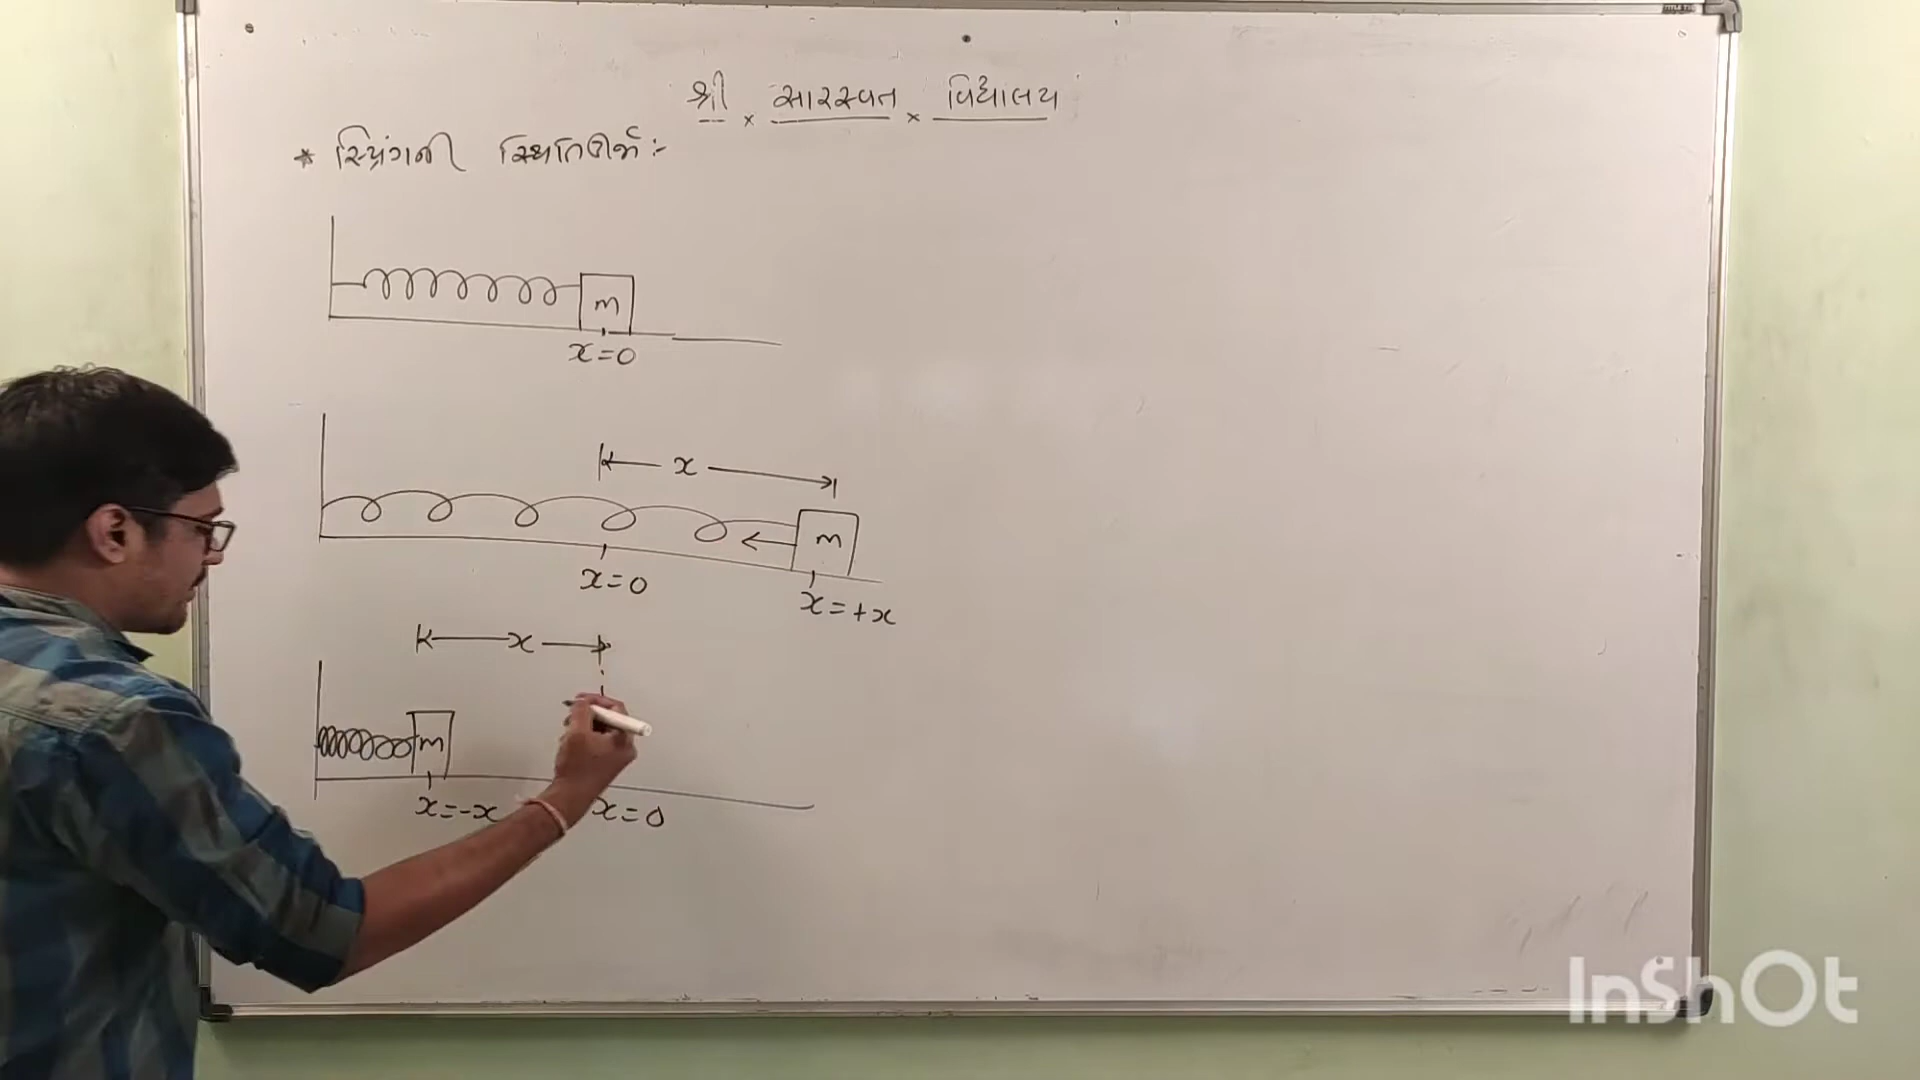 શ્રી × સારસ્વત × વિદ્યાલય
* સ્પ્રિંગની સ્થિતિઊર્જા :-
m
x=0
x
m
x=0
x=+x
x
m
x=-x
x=0
InShOt